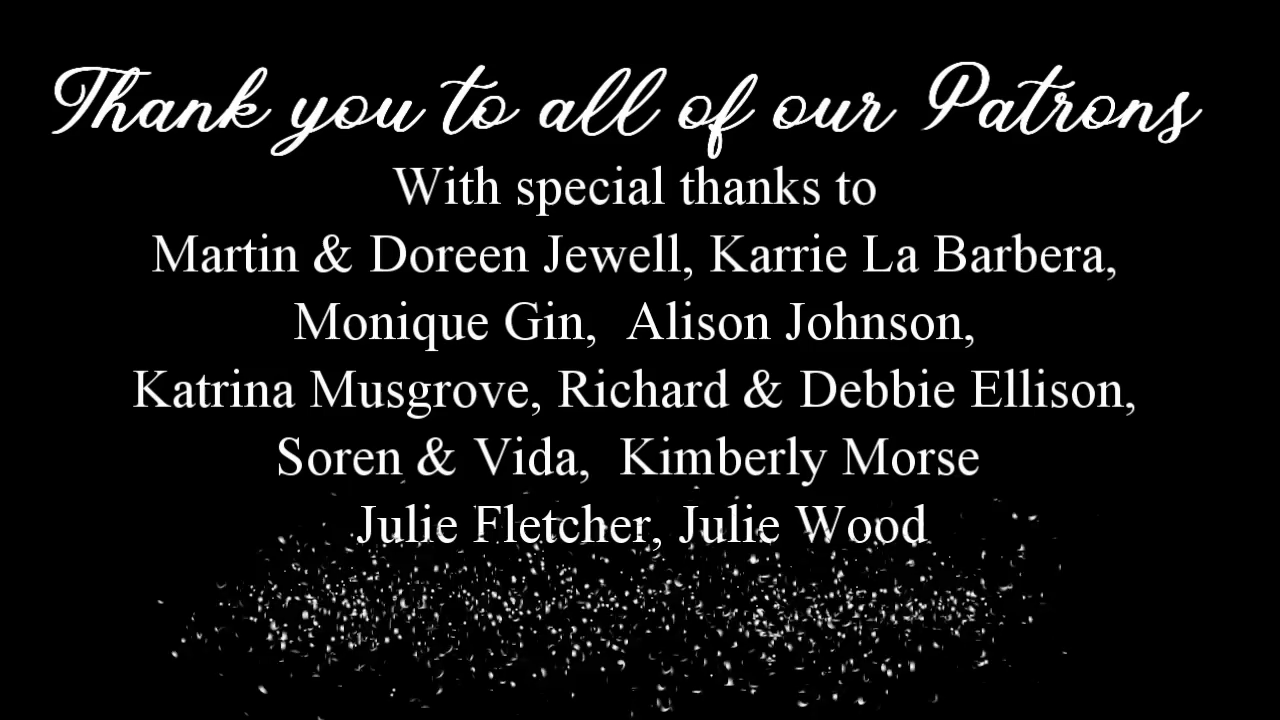 Thank you to all of our Patrons
With special thanks to
Martin & Doreen Jewell, Karrie La Barbera,
Monique Gin, Alison Johnson,
Katrina Musgrove, Richard & Debbie Ellison,
Soren & Vida, Kimberly Morse
Julie Fletcher, Julie Wood